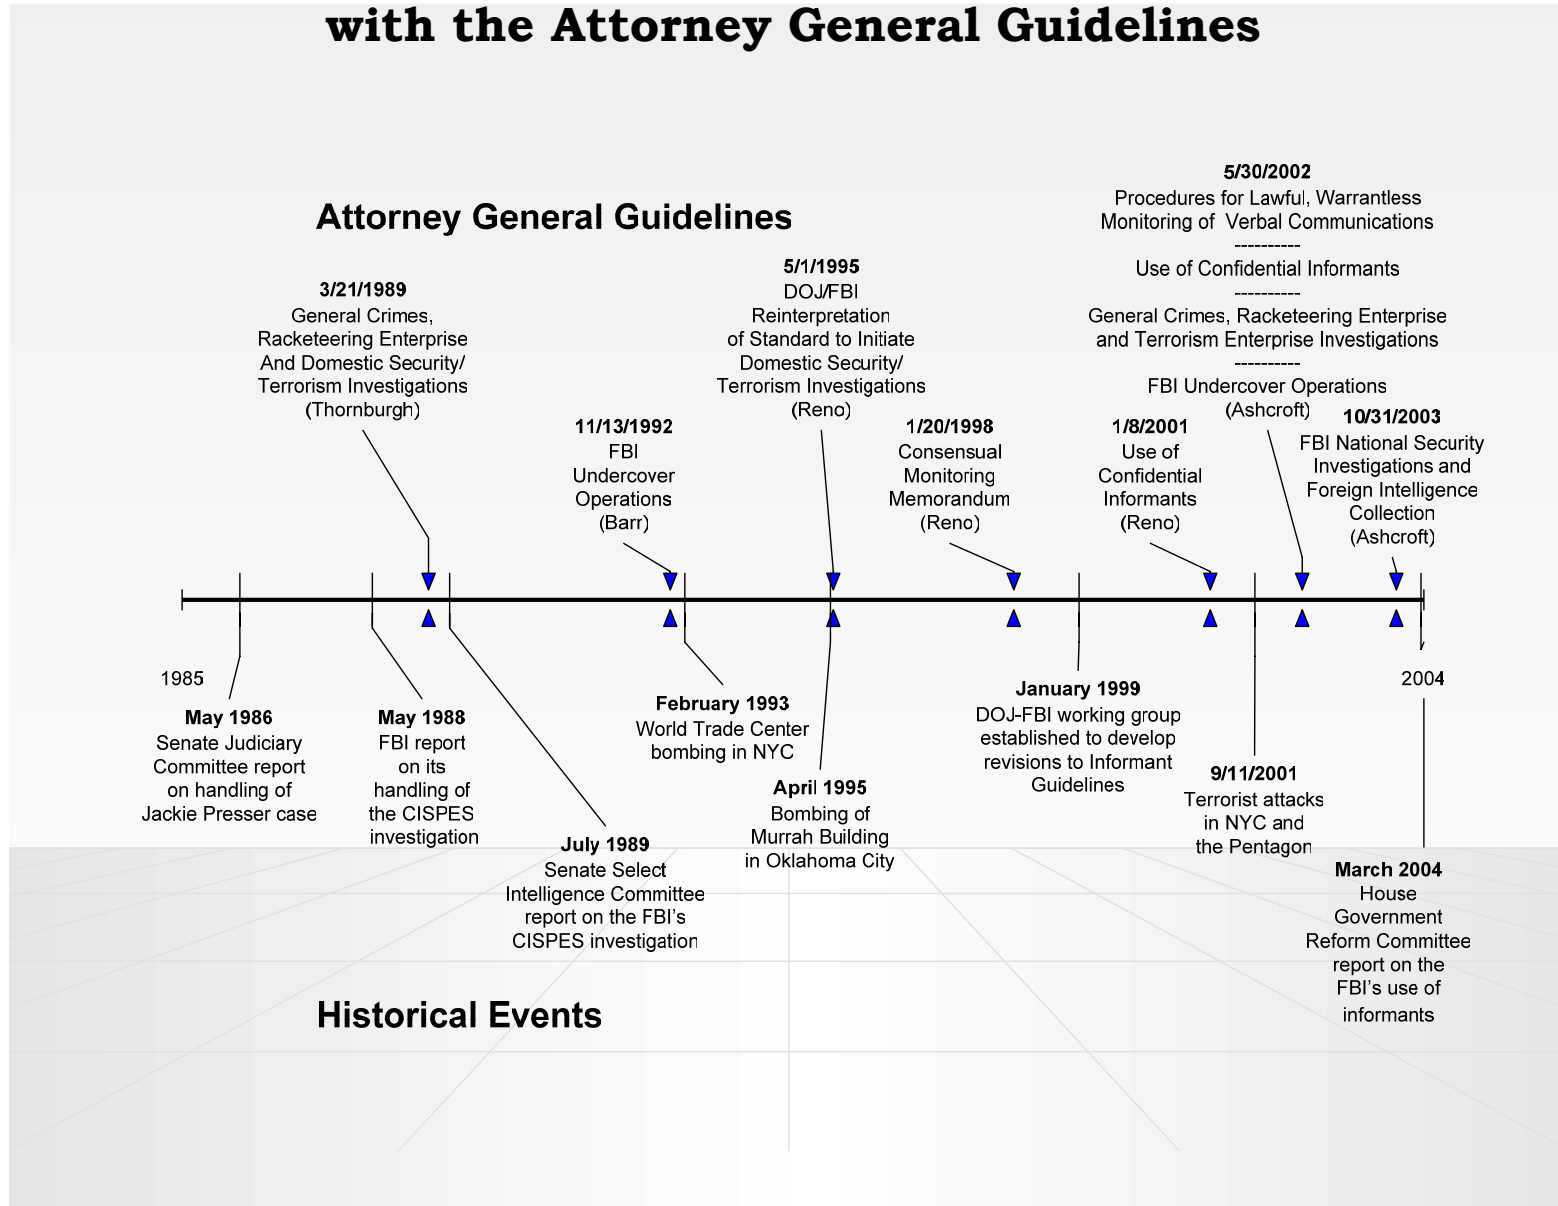 with the Attorney General Guidelines
Attorney General Guidelines
3/21/1989
General Crimes,
Racketeering Enterprise
And Domestic Security/
Terrorism Investigations
(Thornburgh)
11/13/1992
FBI
Undercover
Operations
(Barr)
5/1/1995
DOJ/FBI
Reinterpretation
of Standard to Initiate
Domestic Security/
Terrorism Investigations
(Reno)
1/20/1998
Consensual
Monitoring
Memorandum
(Reno)
1/8/2001
Use of
Confidential
Informants
(Reno)
5/30/2002
Procedures for Lawful, Warrantless
Monitoring of Verbal Communications
----------
Use of Confidential Informants
----------
General Crimes, Racketeering Enterprise
and Terrorism Enterprise Investigations
----------
FBI Undercover Operations
(Ashcroft)
10/31/2003
FBI National Security
Investigations and
Foreign Intelligence
Collection
(Ashcroft)
1985
2004
May 1986
Senate Judiciary
Committee report
on handling of
Jackie Presser case
May 1988
FBI report
on its
handling of
the CISPES
investigation
July 1989
Senate Select
Intelligence Committee
report on the FBI's
CISPES investigation
February 1993
World Trade Center
bombing in NYC
April 1995
Bombing of
Murrah Building
in Oklahoma City
January 1999
DOJ-FBI working group
established to develop
revisions to Informant
Guidelines
9/11/2001
Terrorist attacks
in NYC and
the Pentagon
March 2004
House
Government
Reform Committee
report on the
FBI's use of
informants
Historical Events